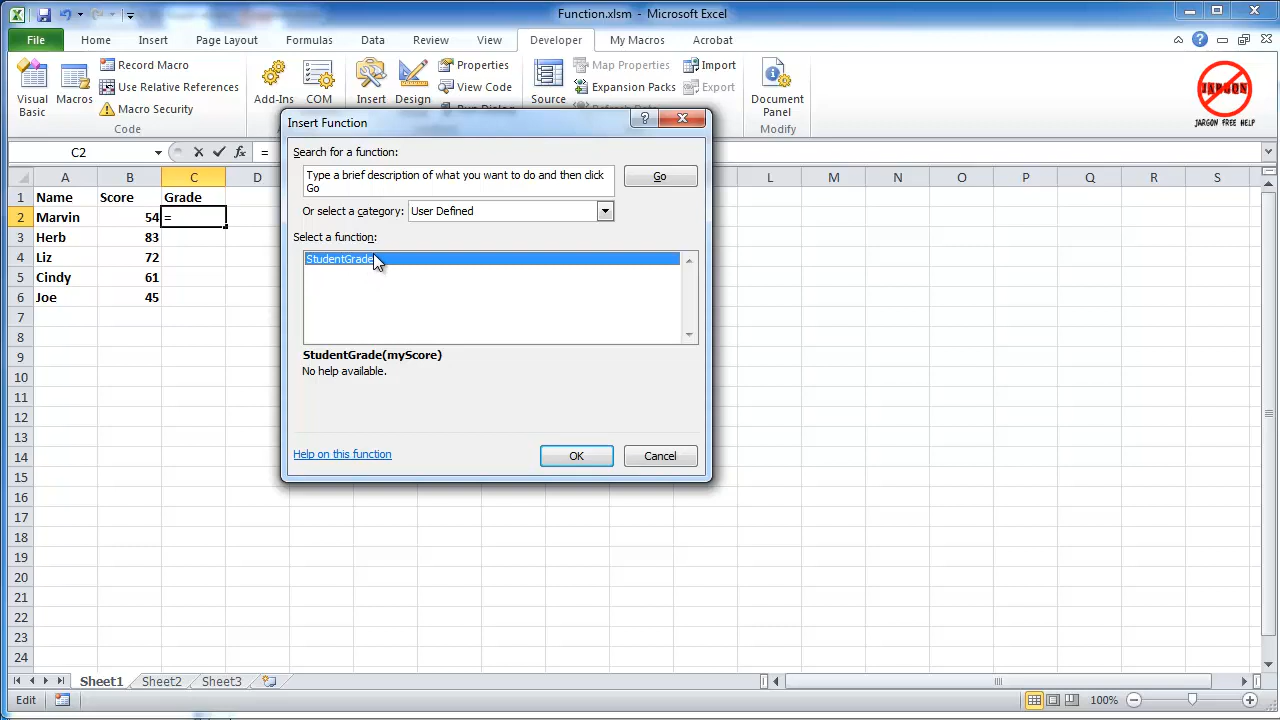 Function.xlsm - Microsoft Excel
File Home Insert Page Layout Formulas Data Review View Developer My Macros Acrobat
Visual Basic
Macros
Record Macro
Use Relative References
Macro Security
Code
Add-Ins
COM
Insert
Design
Properties
View Code
Source
Map Properties
Expansion Packs
Import
Export
Document Panel
Modify
JARGON
JARGON FREE HELP
C2
=
Insert Function
Search for a function:
Type a brief description of what you want to do and then click Go
Go
Or select a category: User Defined
Select a function:
StudentGrade
StudentGrade(myScore)
No help available.
Help on this function
OK Cancel
A B C D L M N O P Q R S
1 Name Score Grade
2 Marvin 54 =
3 Herb 83
4 Liz 72
5 Cindy 61
6 Joe 45
7
8
9
10
11
12
13
14
15
16
17
18
19
20
21
22
23
24
Sheet1 Sheet2 Sheet3
Edit 100%